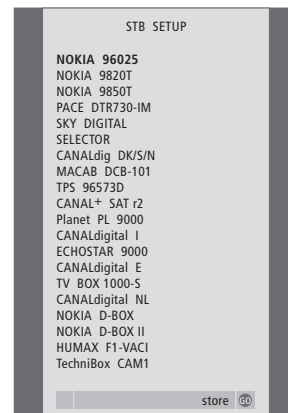 STB SETUP
NOKIA 96025
NOKIA 9820T
NOKIA 9850T
PACE DTR730-IM
SKY DIGITAL
SELECTOR
CANALdig DK/S/N
MACAB DCB-101
TPS 96573D
CANAL+ SAT r2
Planet PL 9000
CANALdigital I
ECHOSTAR 9000
CANALdigital E
TV BOX 1000-S
CANALdigital NL
NOKIA D-BOX
NOKIA D-BOX II
HUMAX F1-VACI
TechniBox CAM1
store GO